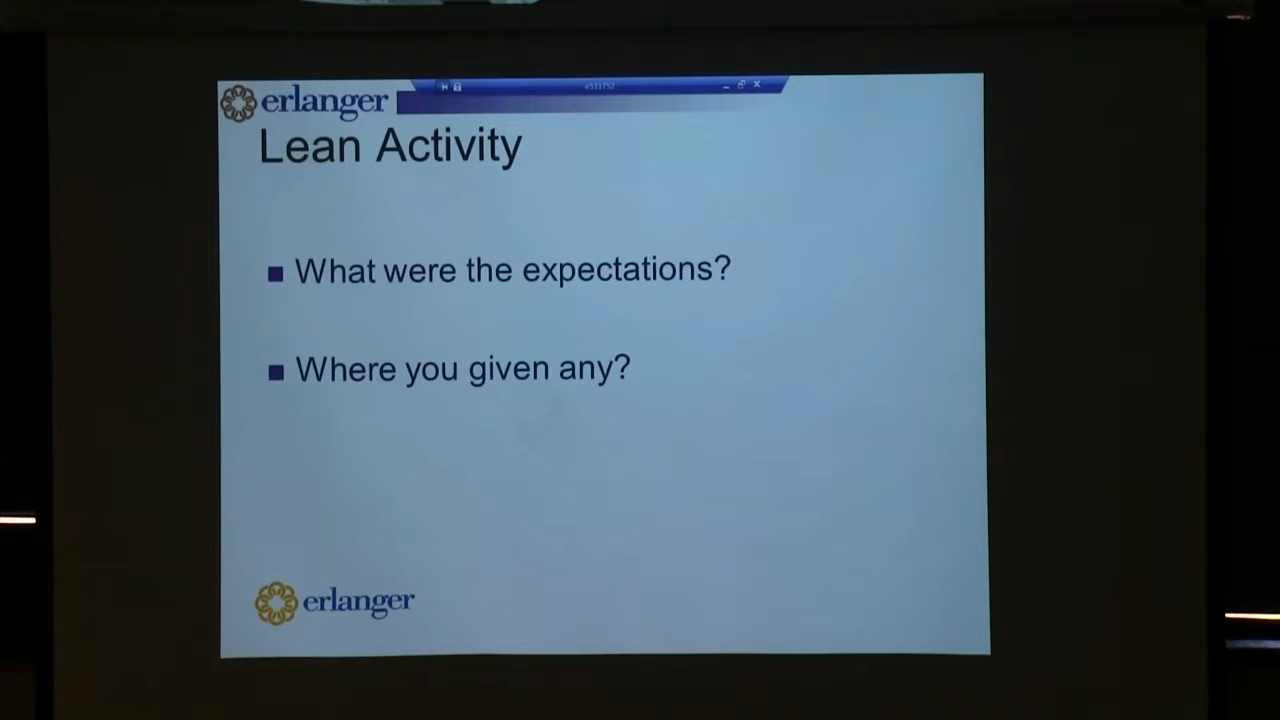 erlanger
Lean Activity
What were the expectations?
Where you given any?
erlanger